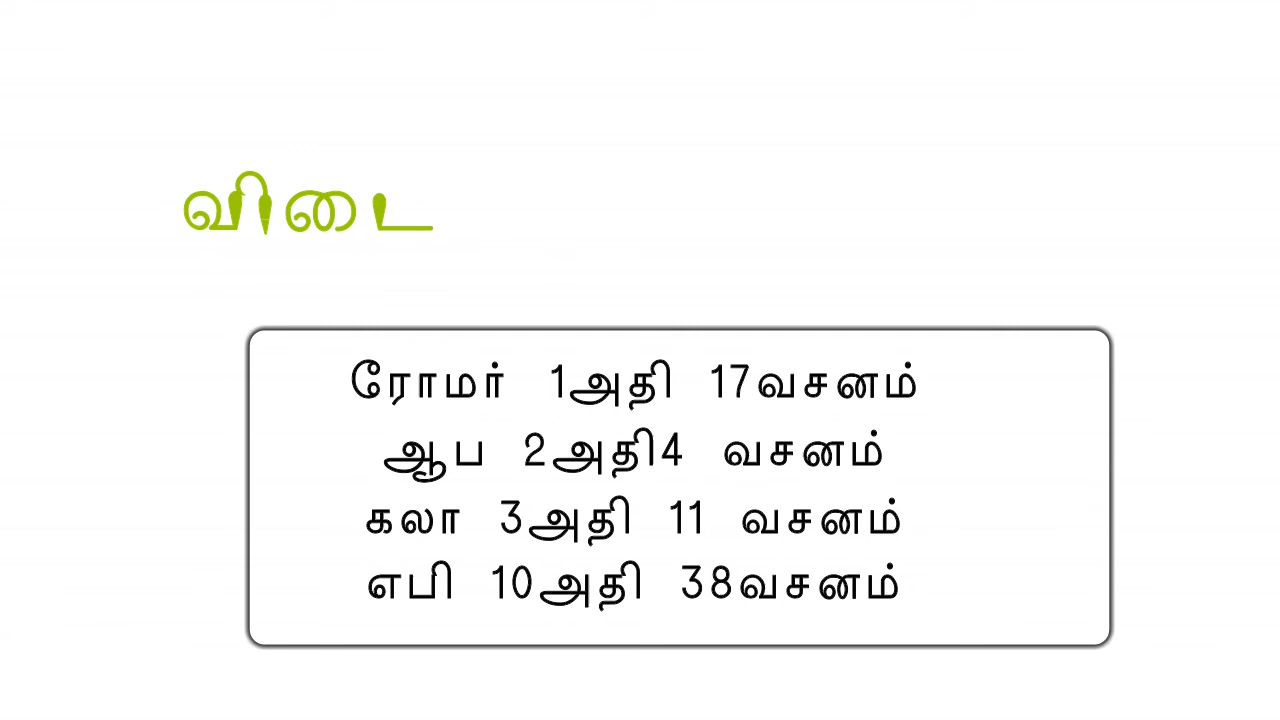 விடை
ரோமர் 1அதி 17வசனம்
ஆப 2அதி4 வசனம்
கலா 3அதி 11 வசனம்
எபி 10அதி 38வசனம்